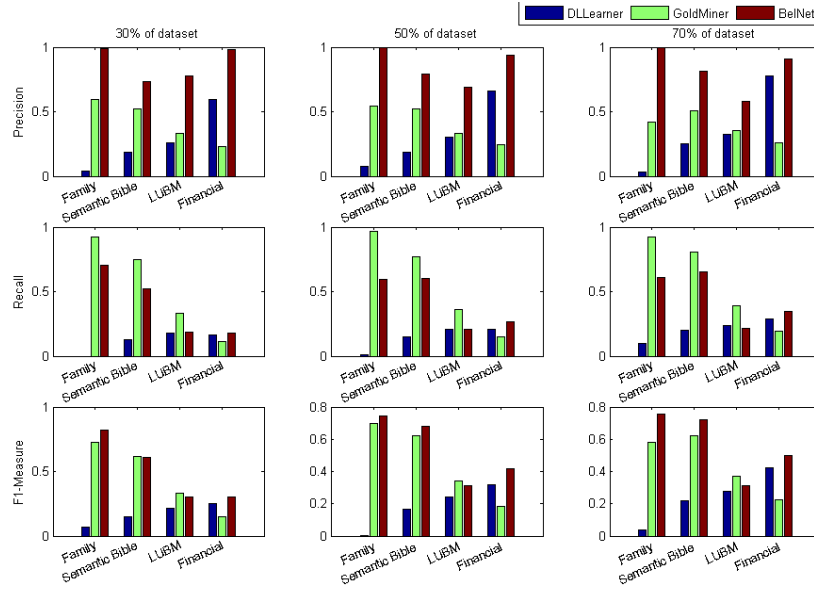 DLLearner GoldMiner BelNet
30% of dataset 50% of dataset 70% of dataset
Precision
1 1 1
0.5 0.5 0.5
0 0 0
Family Semantic Bible LUBM Financial Family Semantic Bible LUBM Financial Family Semantic Bible LUBM Financial
Recall
1 1 1
0.5 0.5 0.5
0 0 0
Family Semantic Bible LUBM Financial Family Semantic Bible LUBM Financial Family Semantic Bible LUBM Financial
F1-Measure
1 0.8 0.8
0.6 0.6
0.5 0.4 0.4
0.2 0.2
0 0 0
Family Semantic Bible LUBM Financial Family Semantic Bible LUBM Financial Family Semantic Bible LUBM Financial